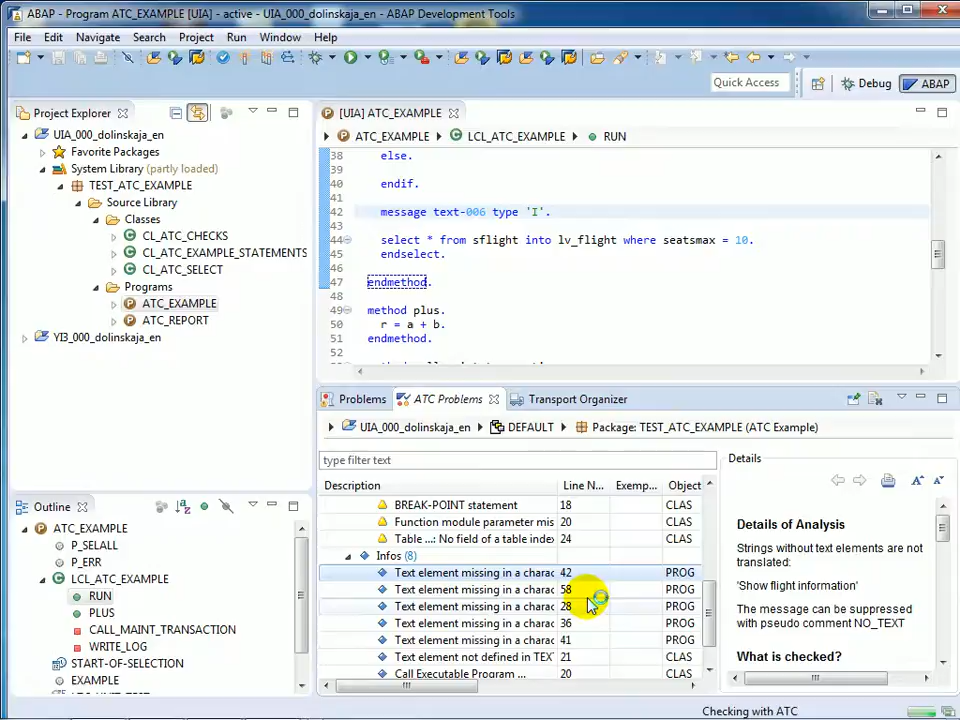 ABAP - Program ATC_EXAMPLE [UIA] - active - UIA_000_dolinskaja_en - ABAP Development Tools
File Edit Navigate Search Project Run Window Help
Quick Access Debug ABAP
Project Explorer
UIA_000_dolinskaja_en
Favorite Packages
System Library (partly loaded)
TEST_ATC_EXAMPLE
Source Library
Classes
CL_ATC_CHECKS
CL_ATC_EXAMPLE_STATEMENTS
CL_ATC_SELECT
Programs
ATC_EXAMPLE
ATC_REPORT
YI3_000_dolinskaja_en
Outline
ATC_EXAMPLE
P_SELALL
P_ERR
LCL_ATC_EXAMPLE
RUN
PLUS
CALL_MAINT_TRANSACTION
WRITE_LOG
START-OF-SELECTION
EXAMPLE
[UIA] ATC_EXAMPLE
ATC_EXAMPLE LCL_ATC_EXAMPLE RUN
38 else.
39
40 endif.
41
42 message text-006 type 'I'.
43
44 select * from sflight into lv_flight where seatsmax = 10.
45 endselect.
46
47 endmethod.
48
49 method plus.
50 r = a + b.
51 endmethod.
52
Problems ATC Problems Transport Organizer
UIA_000_dolinskaja_en DEFAULT Package: TEST_ATC_EXAMPLE (ATC Example)
type filter text
Description Line N... Exemp... Object
BREAK-POINT statement 18 CLAS
Function module parameter mis 20 CLAS
Table ...: No field of a table index 24 CLAS
Infos (8)
Text element missing in a charac 42 PROG
Text element missing in a charac 58 PROG
Text element missing in a charac 28 PROG
Text element missing in a charac 36 PROG
Text element missing in a charac 41 PROG
Text element not defined in TEX 21 CLAS
Call Executable Program ... 20 CLAS
Details
Details of Analysis
Strings without text elements are not
translated:
'Show flight information'
The message can be suppressed
with pseudo comment NO_TEXT
What is checked?
Checking with ATC